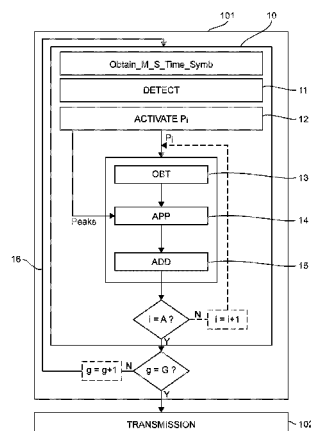 101
10
Obtain_M_S_Time_Symb
DETECT
11
ACTIVATE Pi
12
Pi
OBT
13
Peaks
APP
14
ADD
15
16
i = A ?
N
i = i+1
Y
g = g+1
N
g = G ?
Y
TRANSMISSION
102